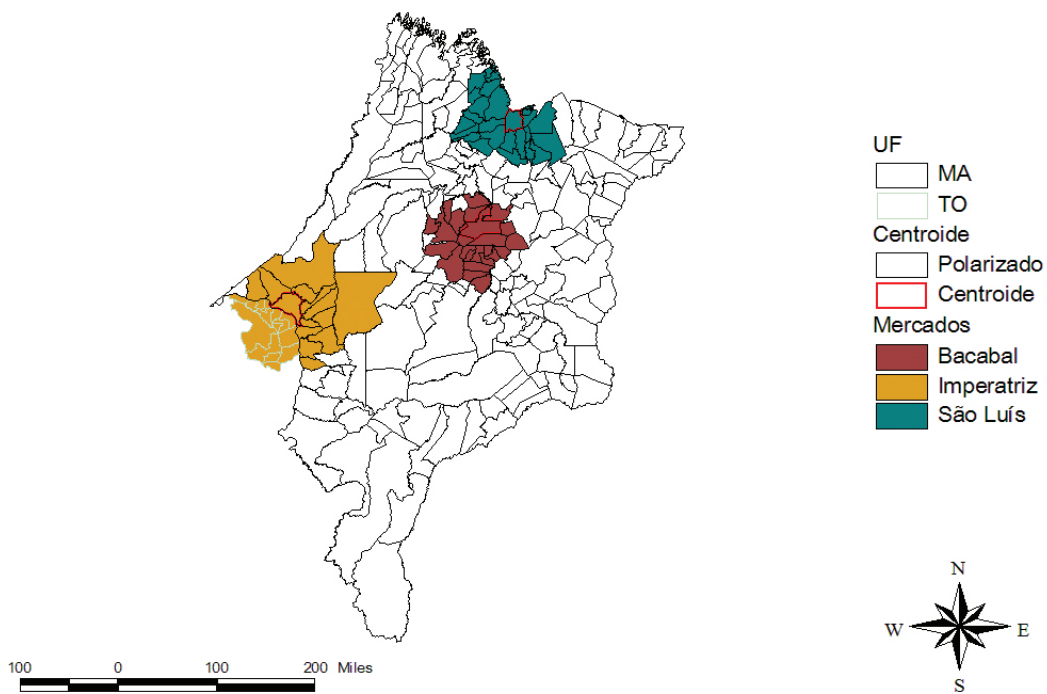 UF
MA
TO
Centroide
Polarizado
Centroide
Mercados
Bacabal
Imperatriz
São Luís
N
W E
S
100 0 100 200 Miles